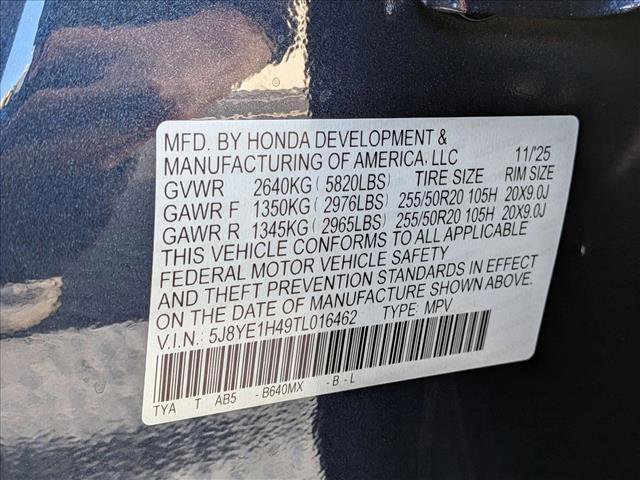 MFD. BY HONDA DEVELOPMENT &
MANUFACTURING OF AMERICA, LLC 11/'25
GVWR 2640KG ( 5820LBS) TIRE SIZE RIM SIZE
GAWR F 1350KG ( 2976LBS) 255/50R20 105H 20X9.0J
GAWR R 1345KG ( 2965LBS) 255/50R20 105H 20X9.0J
THIS VEHICLE CONFORMS TO ALL APPLICABLE
FEDERAL MOTOR VEHICLE SAFETY
AND THEFT PREVENTION STANDARDS IN EFFECT
ON THE DATE OF MANUFACTURE SHOWN ABOVE.
V.I.N.: 5J8YE1H49TL016462 TYPE: MPV
TYA T AB5 - B640MX - B - L